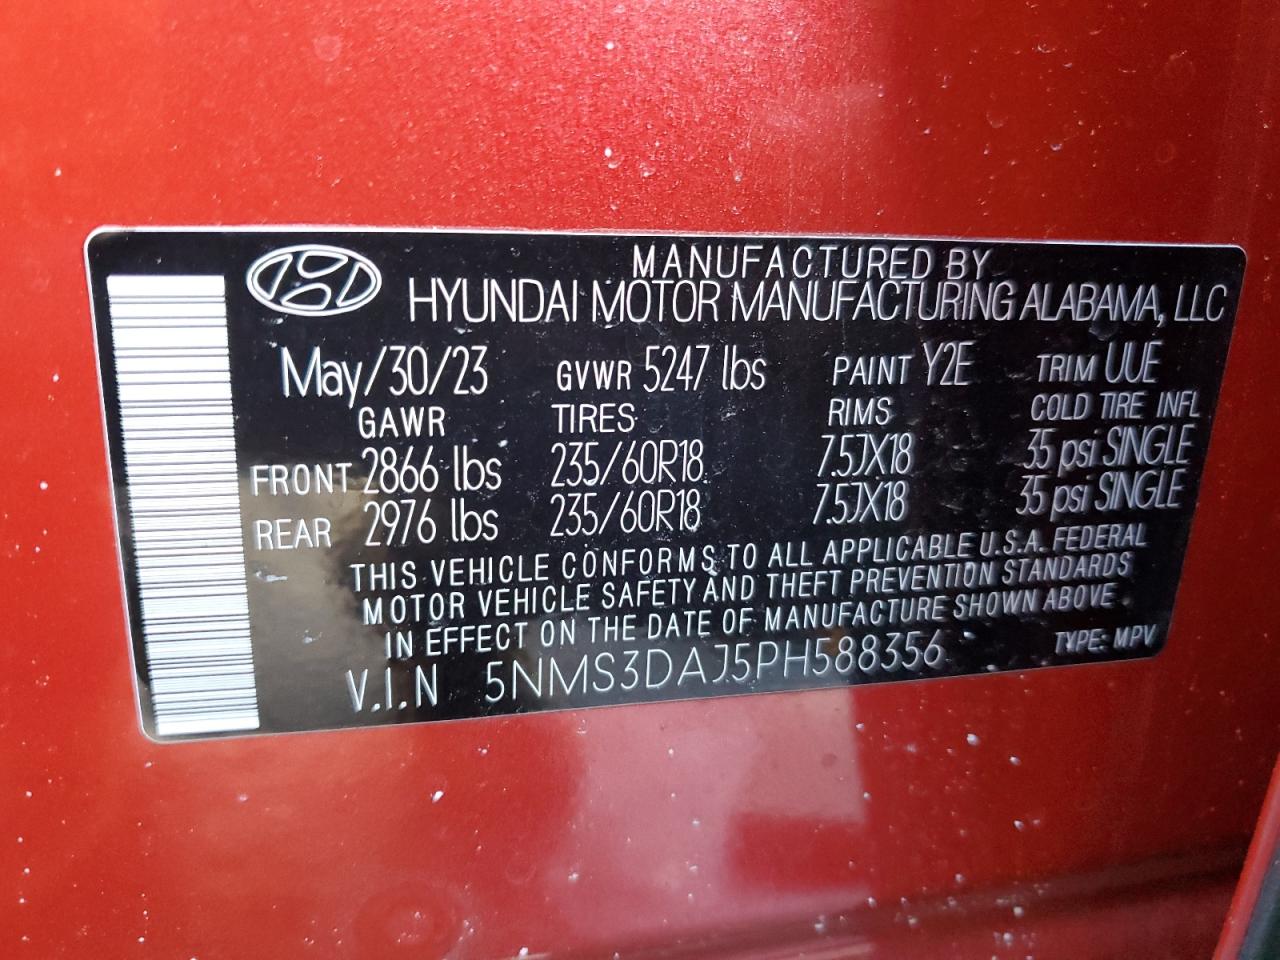 MANUFACTURED BY
HYUNDAI MOTOR MANUFACTURING ALABAMA, LLC
May/30/23 GVWR 5247 lbs PAINT Y2E TRIM UUE
GAWR TIRES RIMS COLD TIRE INFL
FRONT 2866 lbs 235/60R18 7.5JX18 35 psi SINGLE
REAR 2976 lbs 235/60R18 7.5JX18 35 psi SINGLE
THIS VEHICLE CONFORMS TO ALL APPLICABLE U.S.A. FEDERAL
MOTOR VEHICLE SAFETY AND THEFT PREVENTION STANDARDS
IN EFFECT ON THE DATE OF MANUFACTURE SHOWN ABOVE.
V.I.N 5NMS3DAJ5PH588356 TYPE: MPV